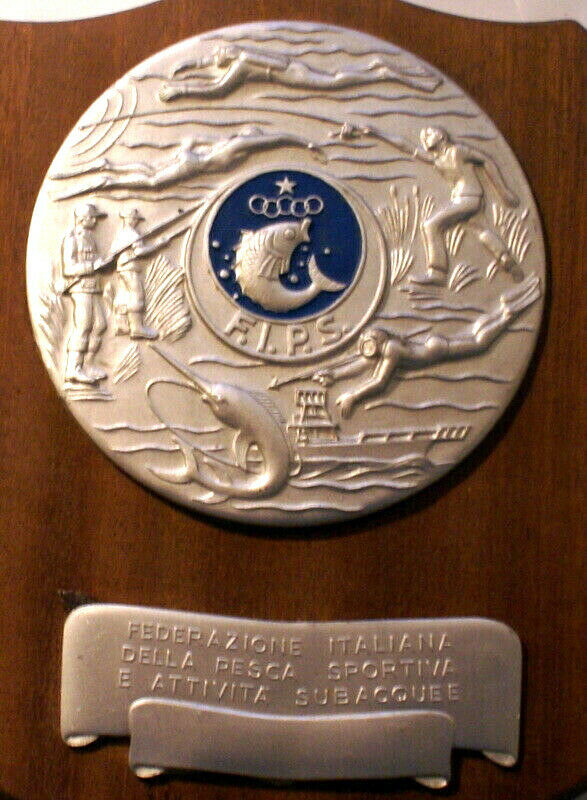 F.I.P.S.
FEDERAZIONE ITALIANA
DELLA PESCA SPORTIVA
E ATTIVITÀ SUBACQUEE